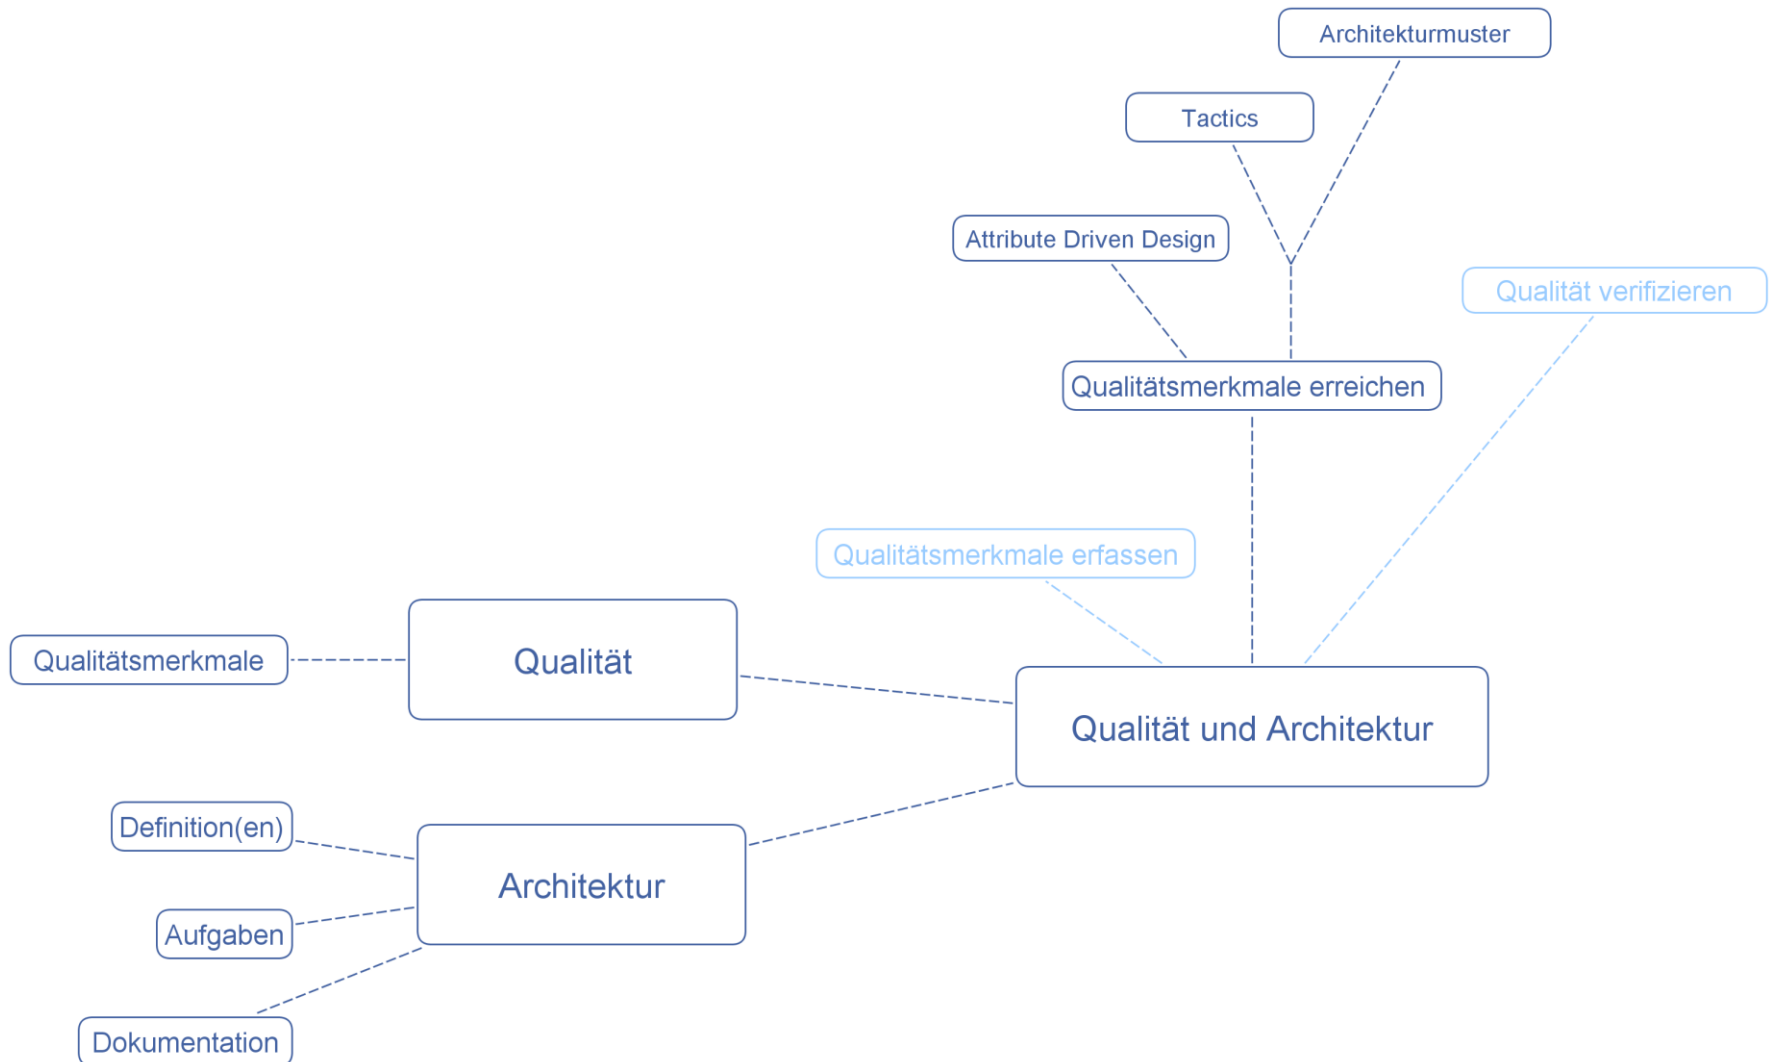 Architekturmuster
Tactics
Attribute Driven Design
Qualität verifizieren
Qualitätsmerkmale erreichen
Qualitätsmerkmale erfassen
Qualitätsmerkmale
Qualität
Qualität und Architektur
Definition(en)
Architektur
Aufgaben
Dokumentation